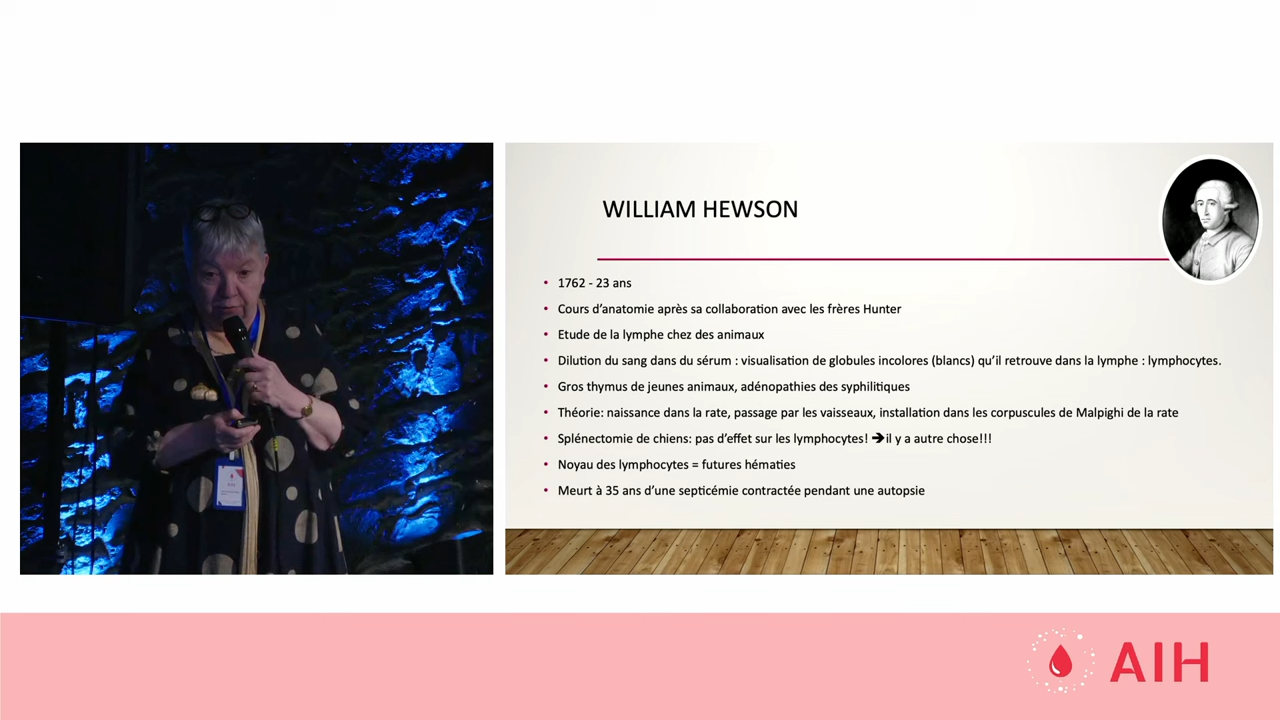 WILLIAM HEWSON
• 1762 - 23 ans
• Cours d’anatomie après sa collaboration avec les frères Hunter
• Etude de la lymphe chez des animaux
• Dilution du sang dans du sérum : visualisation de globules incolores (blancs) qu’il retrouve dans la lymphe : lymphocytes.
• Gros thymus de jeunes animaux, adénopathies des syphilitiques
• Théorie: naissance dans la rate, passage par les vaisseaux, installation dans les corpuscules de Malpighi de la rate
• Splénectomie de chiens: pas d’effet sur les lymphocytes! ➔il y a autre chose!!!
• Noyau des lymphocytes = futures hématies
• Meurt à 35 ans d’une septicémie contractée pendant une autopsie
AIH